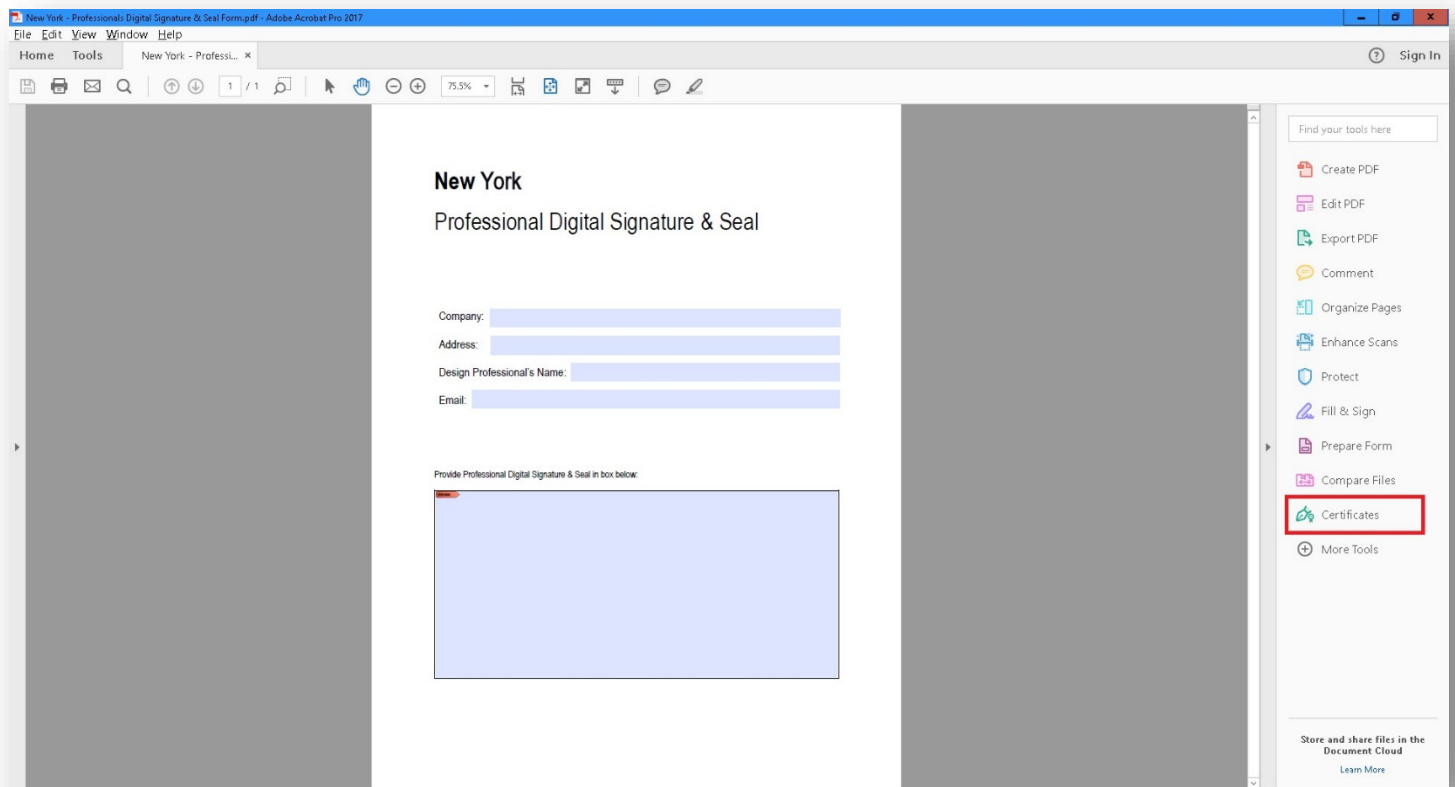 New York - Professionals Digital Signature & Seal Form.pdf - Adobe Acrobat Pro 2017
File Edit View Window Help
Home Tools New York - Professi... ×
? Sign In
1 / 1 75.5%
Find your tools here
Create PDF
Edit PDF
Export PDF
Comment
Organize Pages
Enhance Scans
Protect
Fill & Sign
Prepare Form
Compare Files
Certificates
More Tools
Store and share files in the
Document Cloud
Learn More
New York
Professional Digital Signature & Seal
Company:
Address:
Design Professional's Name:
Email:
Provide Professional Digital Signature & Seal in box below: